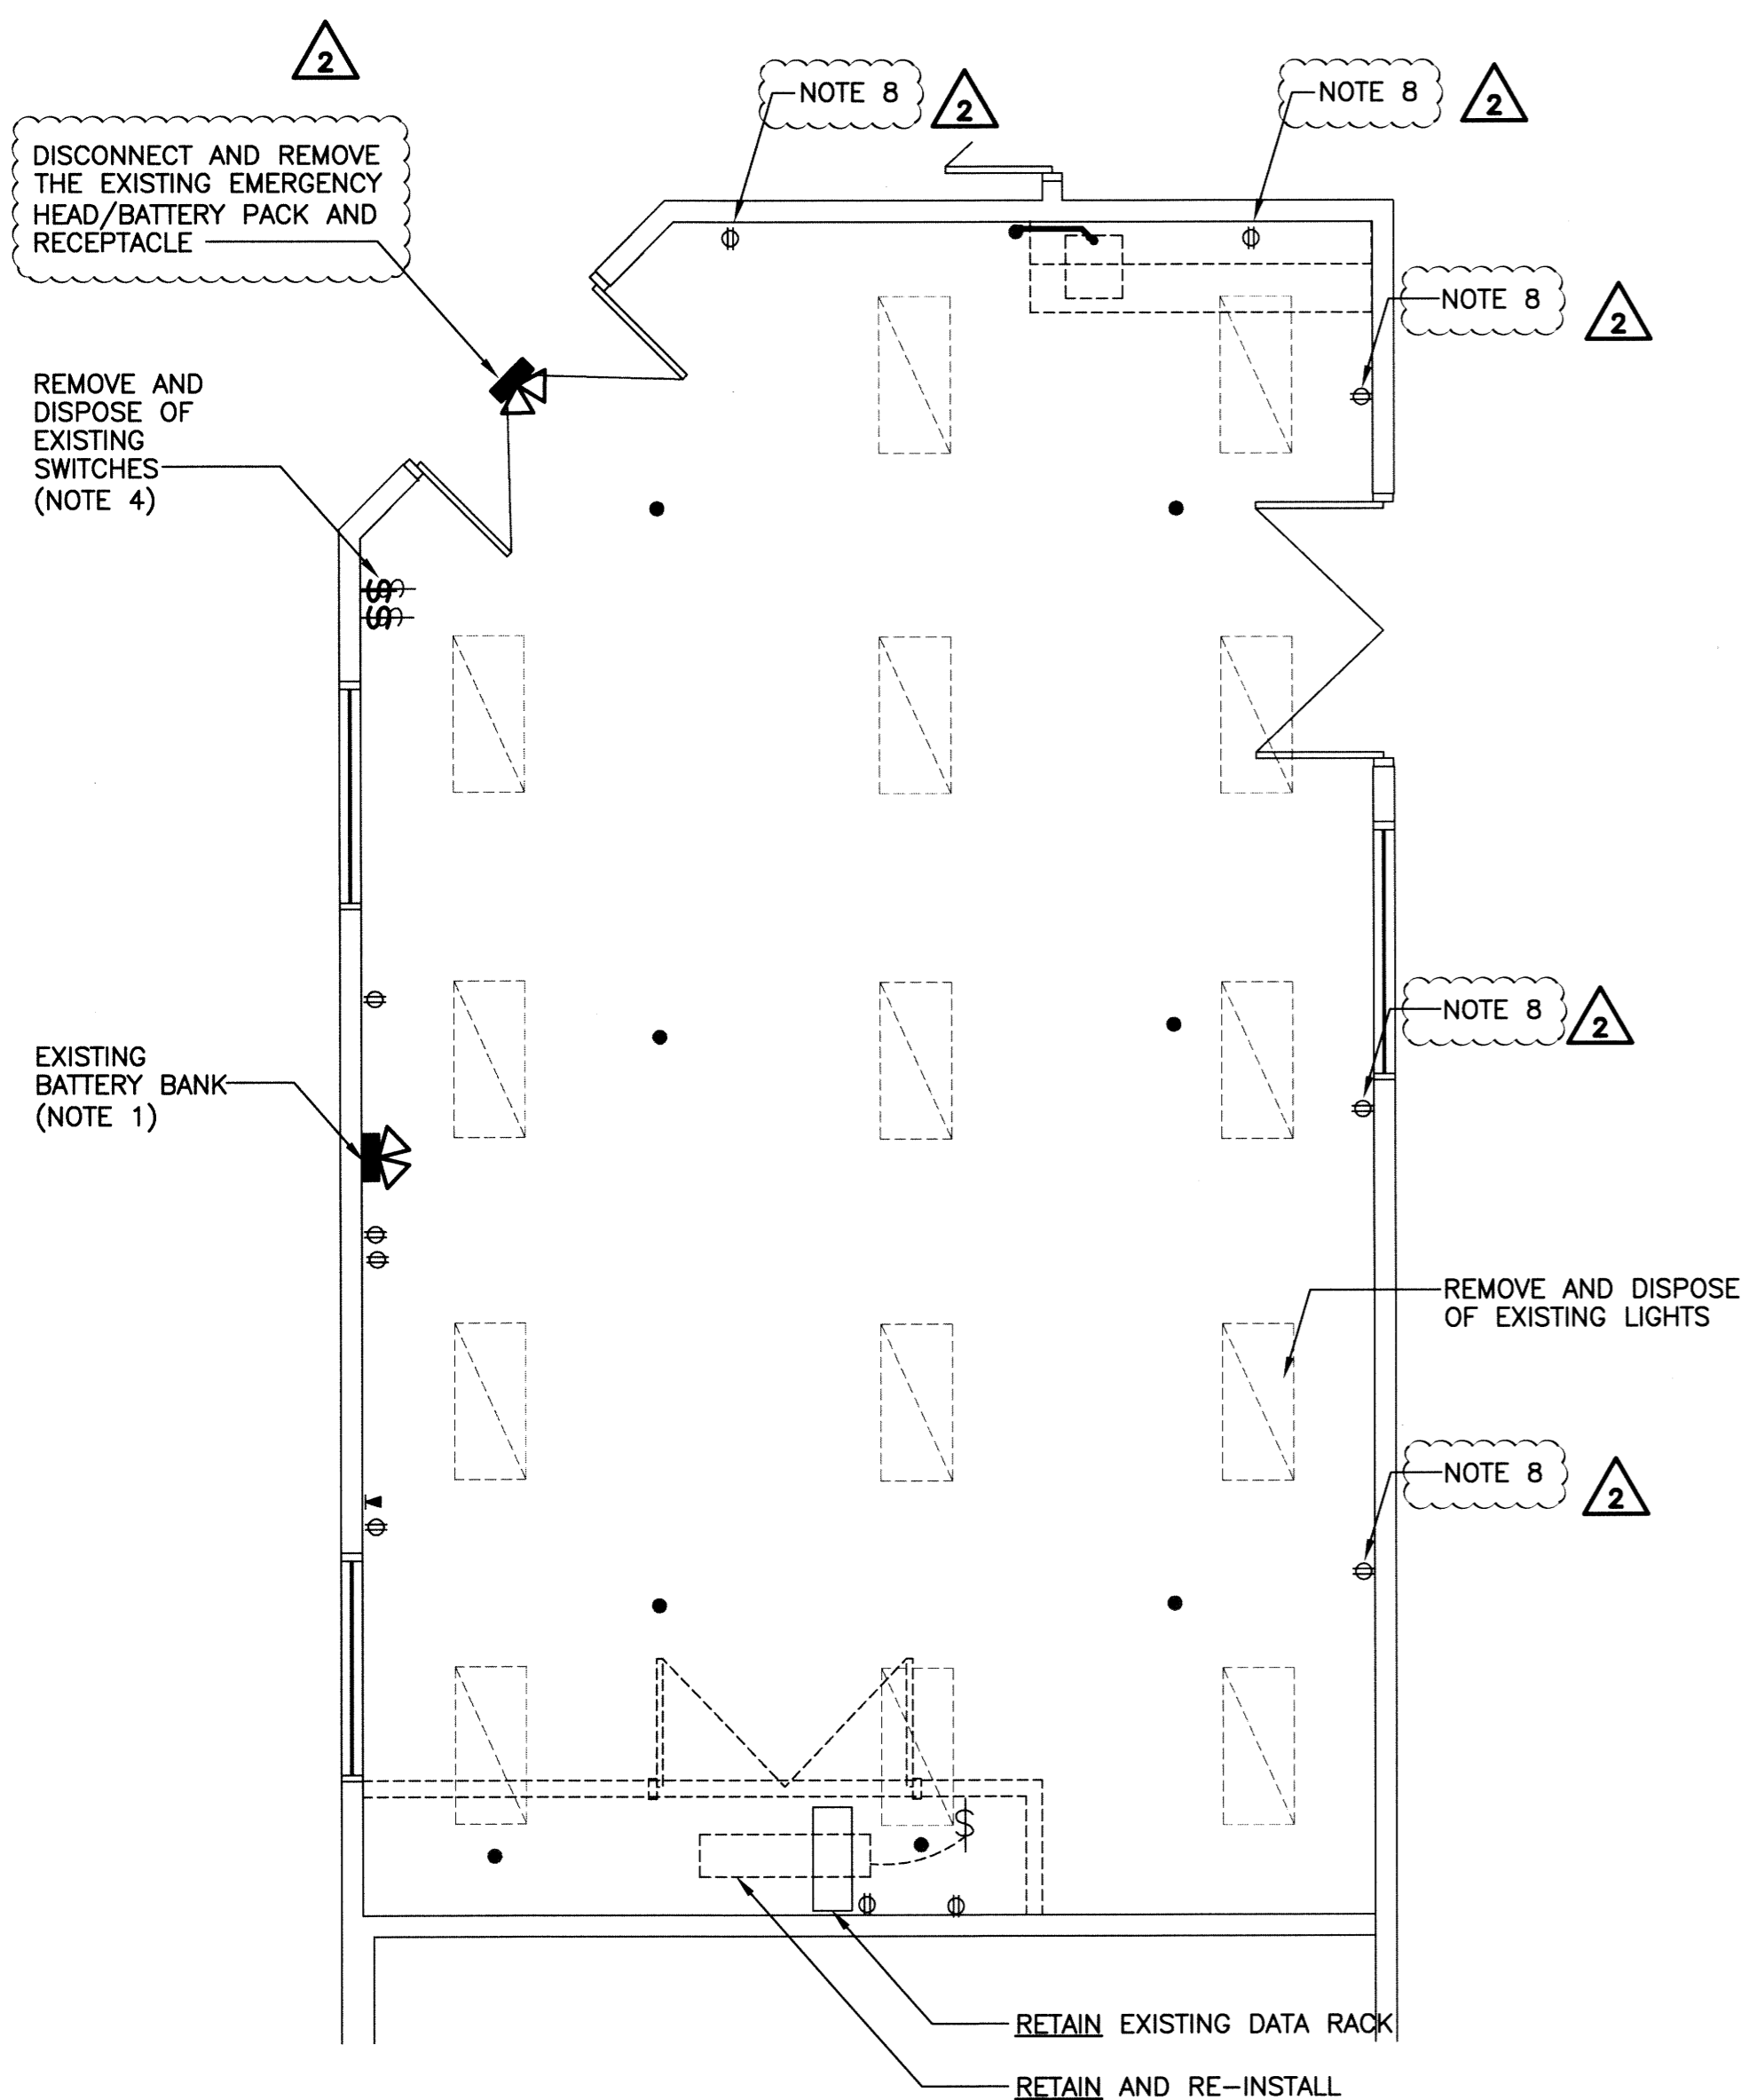 2
NOTE 8
2
NOTE 8
2
DISCONNECT AND REMOVE
THE EXISTING EMERGENCY
HEAD/BATTERY PACK AND
RECEPTACLE
NOTE 8
2
REMOVE AND
DISPOSE OF
EXISTING
SWITCHES
(NOTE 4)
$
$
NOTE 8
2
EXISTING
BATTERY BANK
(NOTE 1)
REMOVE AND DISPOSE
OF EXISTING LIGHTS
NOTE 8
2
$
RETAIN EXISTING DATA RACK
RETAIN AND RE-INSTALL